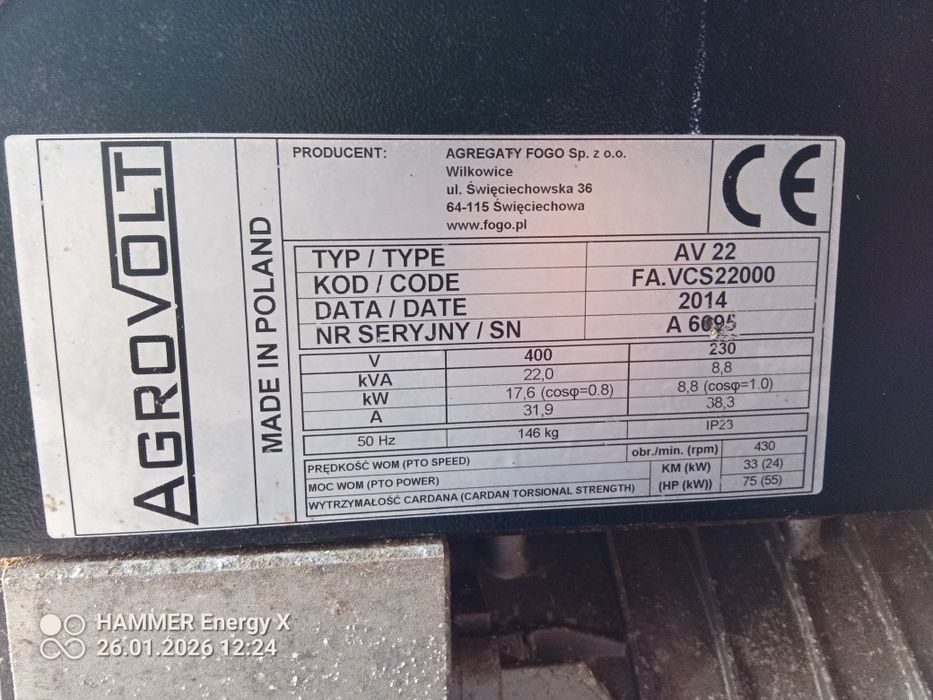 AGROVOLT
MADE IN POLAND
PRODUCENT: AGREGATY FOGO Sp. z o.o.
Wilkowice
ul. Święciechowska 36
64-115 Święciechowa
www.fogo.pl
CE
TYP / TYPE AV 22
KOD / CODE FA.VCS22000
DATA / DATE 2014
NR SERYJNY / SN A 6695
V 400 230
kVA 22,0 8,8
kW 17,6 (cosφ=0.8) 8,8 (cosφ=1.0)
A 31,9 38,3
50 Hz 146 kg IP23
PRĘDKOŚĆ WOM (PTO SPEED) obr./min. (rpm) 430
MOC WOM (PTO POWER) KM (kW) 33 (24)
WYTRZYMAŁOŚĆ CARDANA (CARDAN TORSIONAL STRENGTH) (HP (kW)) 75 (55)
HAMMER Energy X
26.01.2026 12:24